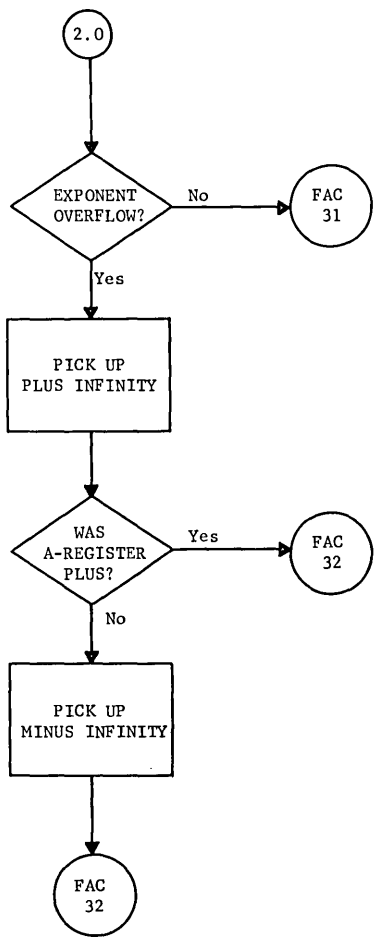 2.0
EXPONENT
OVERFLOW?
No
FAC
31
Yes
PICK UP
PLUS INFINITY
WAS
A-REGISTER
PLUS?
Yes
FAC
32
No
PICK UP
MINUS INFINITY
FAC
32